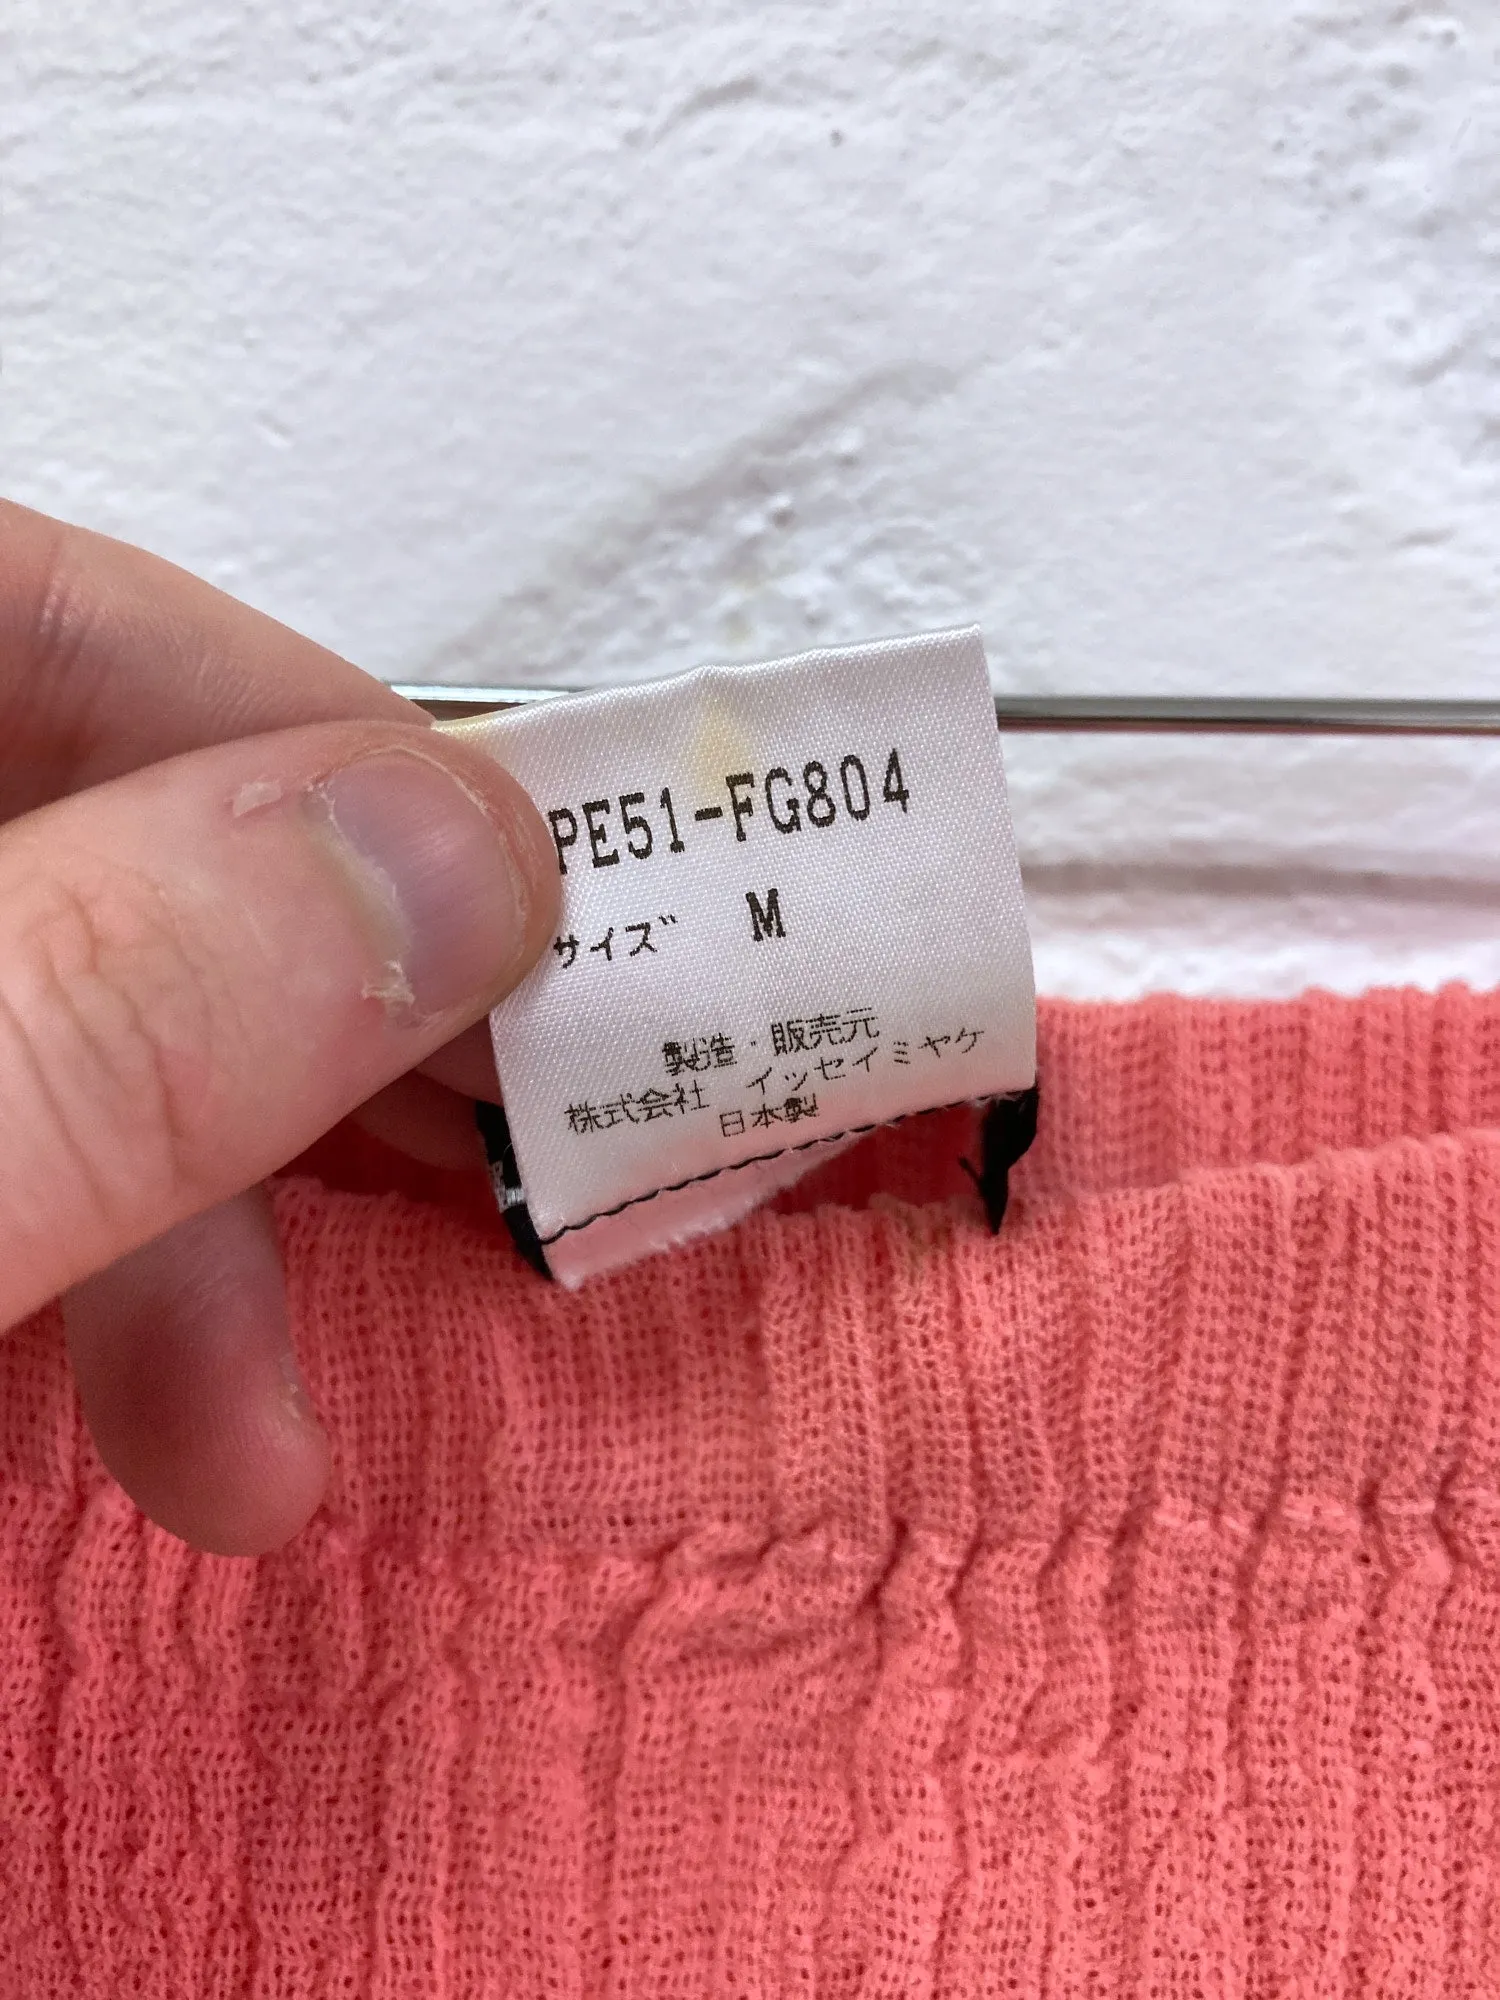 PE51-FG804
サイズ M
製造・販売元
株式会社 イッセイミヤケ
日本製